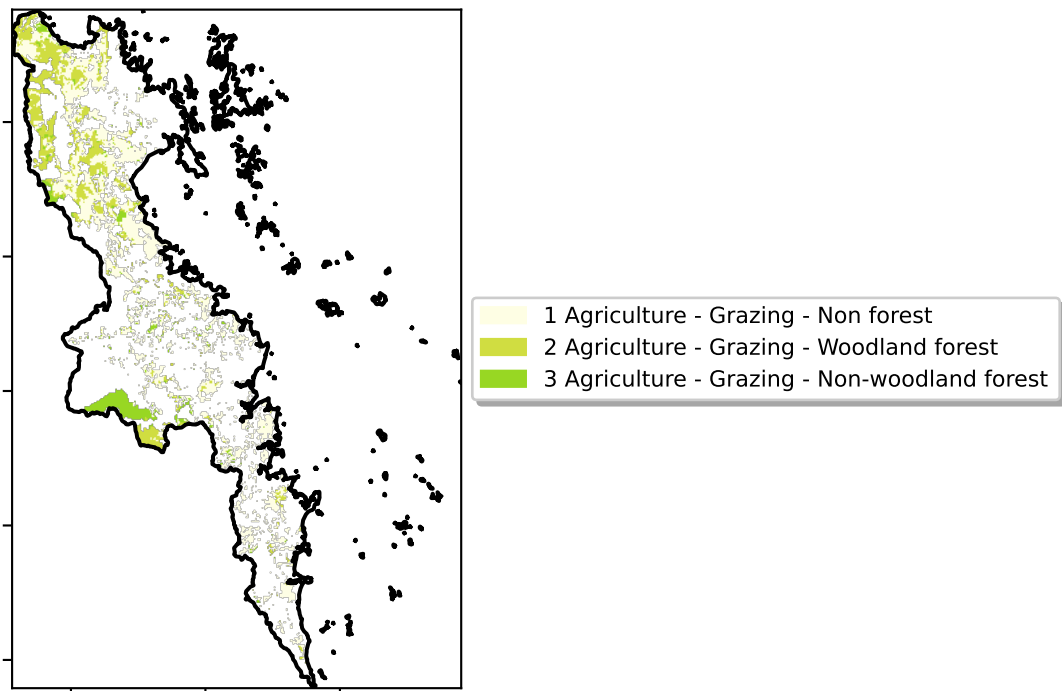 1 Agriculture - Grazing - Non forest
2 Agriculture - Grazing - Woodland forest
3 Agriculture - Grazing - Non-woodland forest